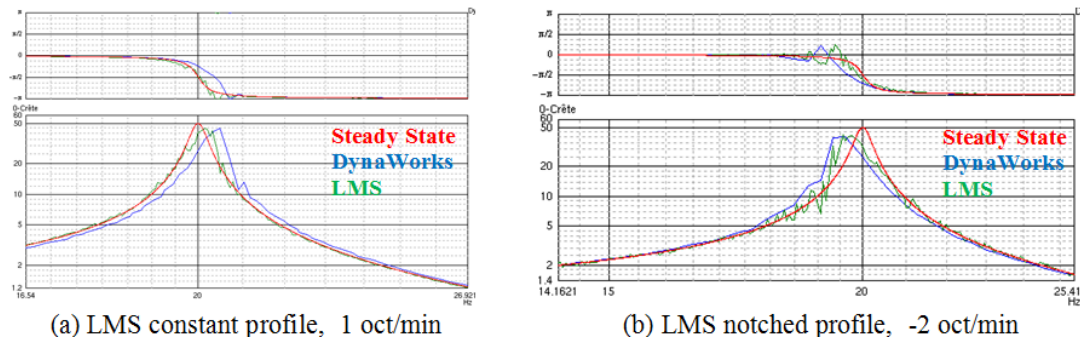 Dy
π
π/2
0
-π/2
-π
0-Crête
60
50
Steady State
DynaWorks
LMS
20
10
5
2
1.2
16.54
20
26.921
Hz
(a) LMS constant profile, 1 oct/min
D
π
π/2
0
-π/2
-π
0-Crête
60
50
Steady State
DynaWorks
LMS
20
10
5
2
1.4
14.1621
15
20
25.41
Hz
(b) LMS notched profile, -2 oct/min